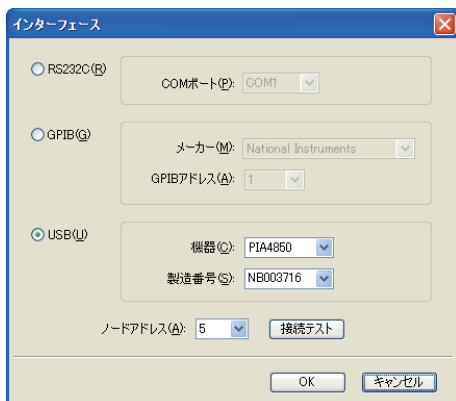 インターフェース
RS232C(R)
COMポート(P): COM1
GPIB(G)
メーカー(M): National Instruments
GPIBアドレス(A): 1
USB(U)
機器(C): PIA4850
製造番号(S): NB003716
ノードアドレス(A): 5 接続テスト
OK キャンセル